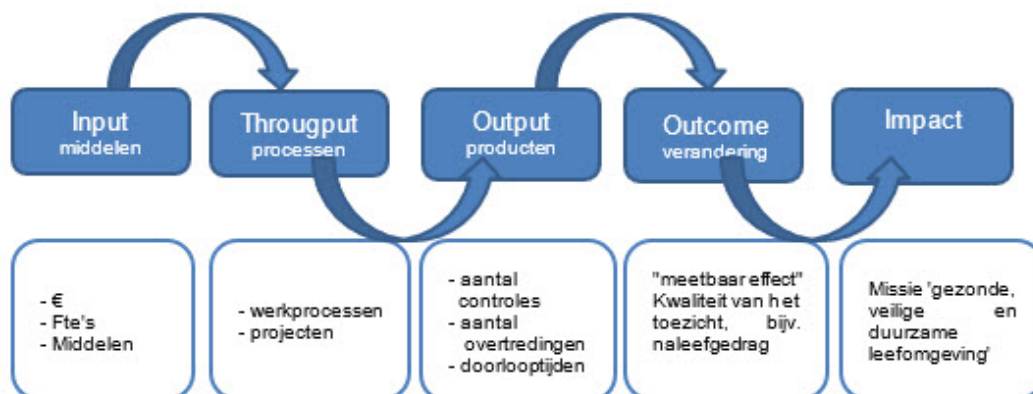 Input
middelen
Througput
processen
Output
producten
Outcome
verandering
Impact
- €
- Fte's
- Middelen
- werkprocessen
- projecten
- aantal
controles
- aantal
overtredingen
- doorlooptijden
"meetbaar effect"
Kwaliteit van het
toezicht, bijv.
naleefgedrag
Missie 'gezonde,
veilige en
duurzame
leefomgeving'